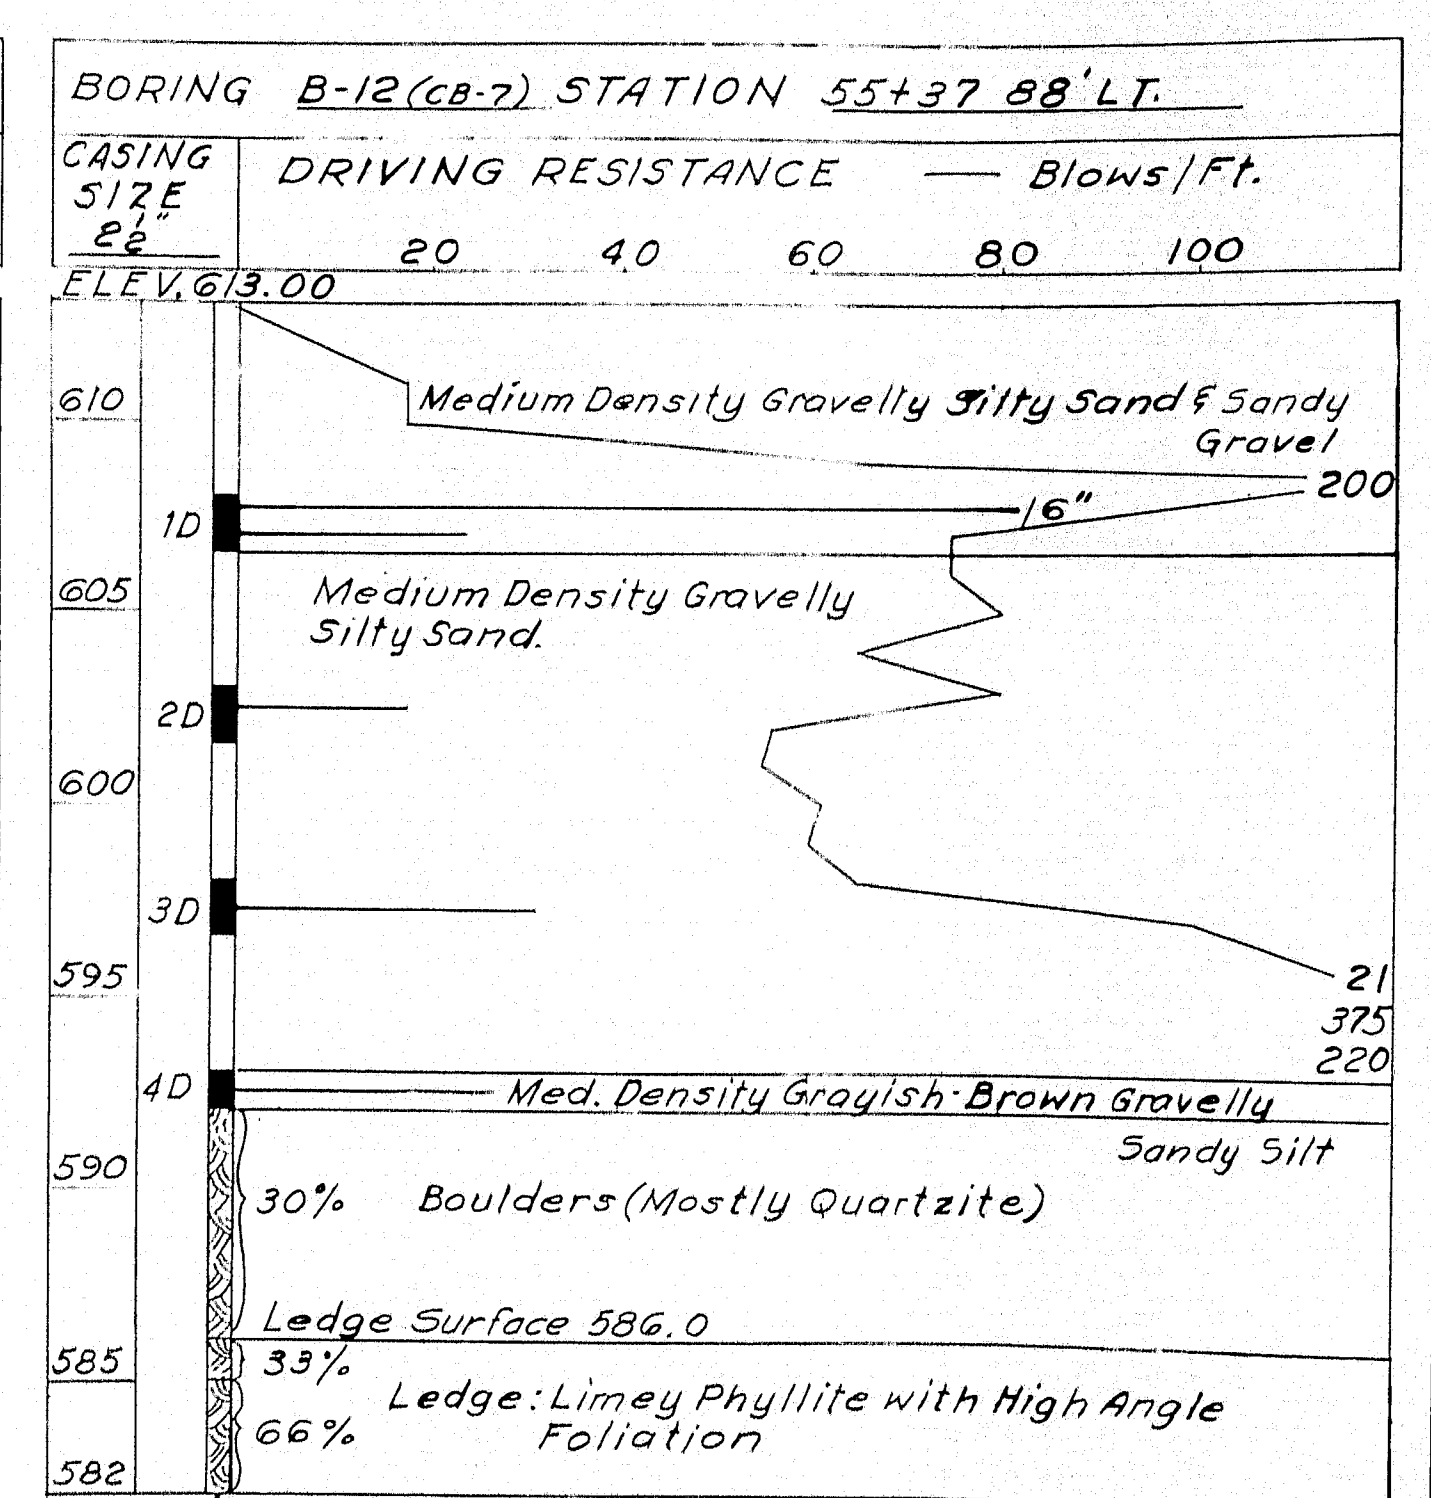 BORING B-12(CB-7) STATION 55+37 88' LT.
CASING
SIZE
2½"
DRIVING RESISTANCE — Blows/Ft.
20 40 60 80 100
ELEV. 613.00
610
Medium Density Gravelly Silty Sand & Sandy
Gravel
200
1D
/6"
605
Medium Density Gravelly
Silty Sand.
2D
600
3D
595
21
375
220
4D
Med. Density Grayish-Brown Gravelly
Sandy Silt
590
30% Boulders (Mostly Quartzite)
Ledge Surface 586.0
585
33%
Ledge: Limey Phyllite with High Angle
Foliation
66%
582